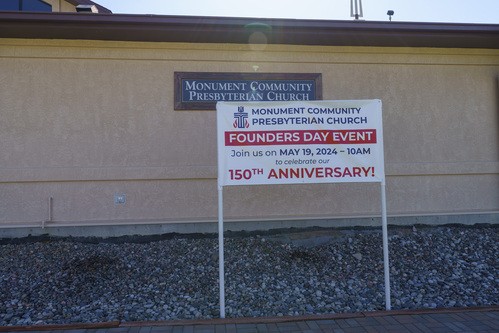 MONUMENT COMMUNITY
PRESBYTERIAN CHURCH
MONUMENT COMMUNITY
PRESBYTERIAN CHURCH
FOUNDERS DAY EVENT
Join us on MAY 19, 2024 – 10AM
to celebrate our
150TH ANNIVERSARY!